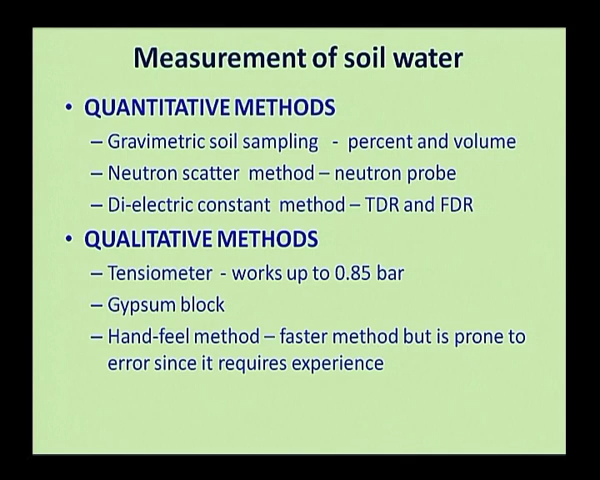 Measurement of soil water
• QUANTITATIVE METHODS
– Gravimetric soil sampling - percent and volume
– Neutron scatter method – neutron probe
– Di-electric constant method – TDR and FDR
• QUALITATIVE METHODS
– Tensiometer - works up to 0.85 bar
– Gypsum block
– Hand-feel method – faster method but is prone to
error since it requires experience